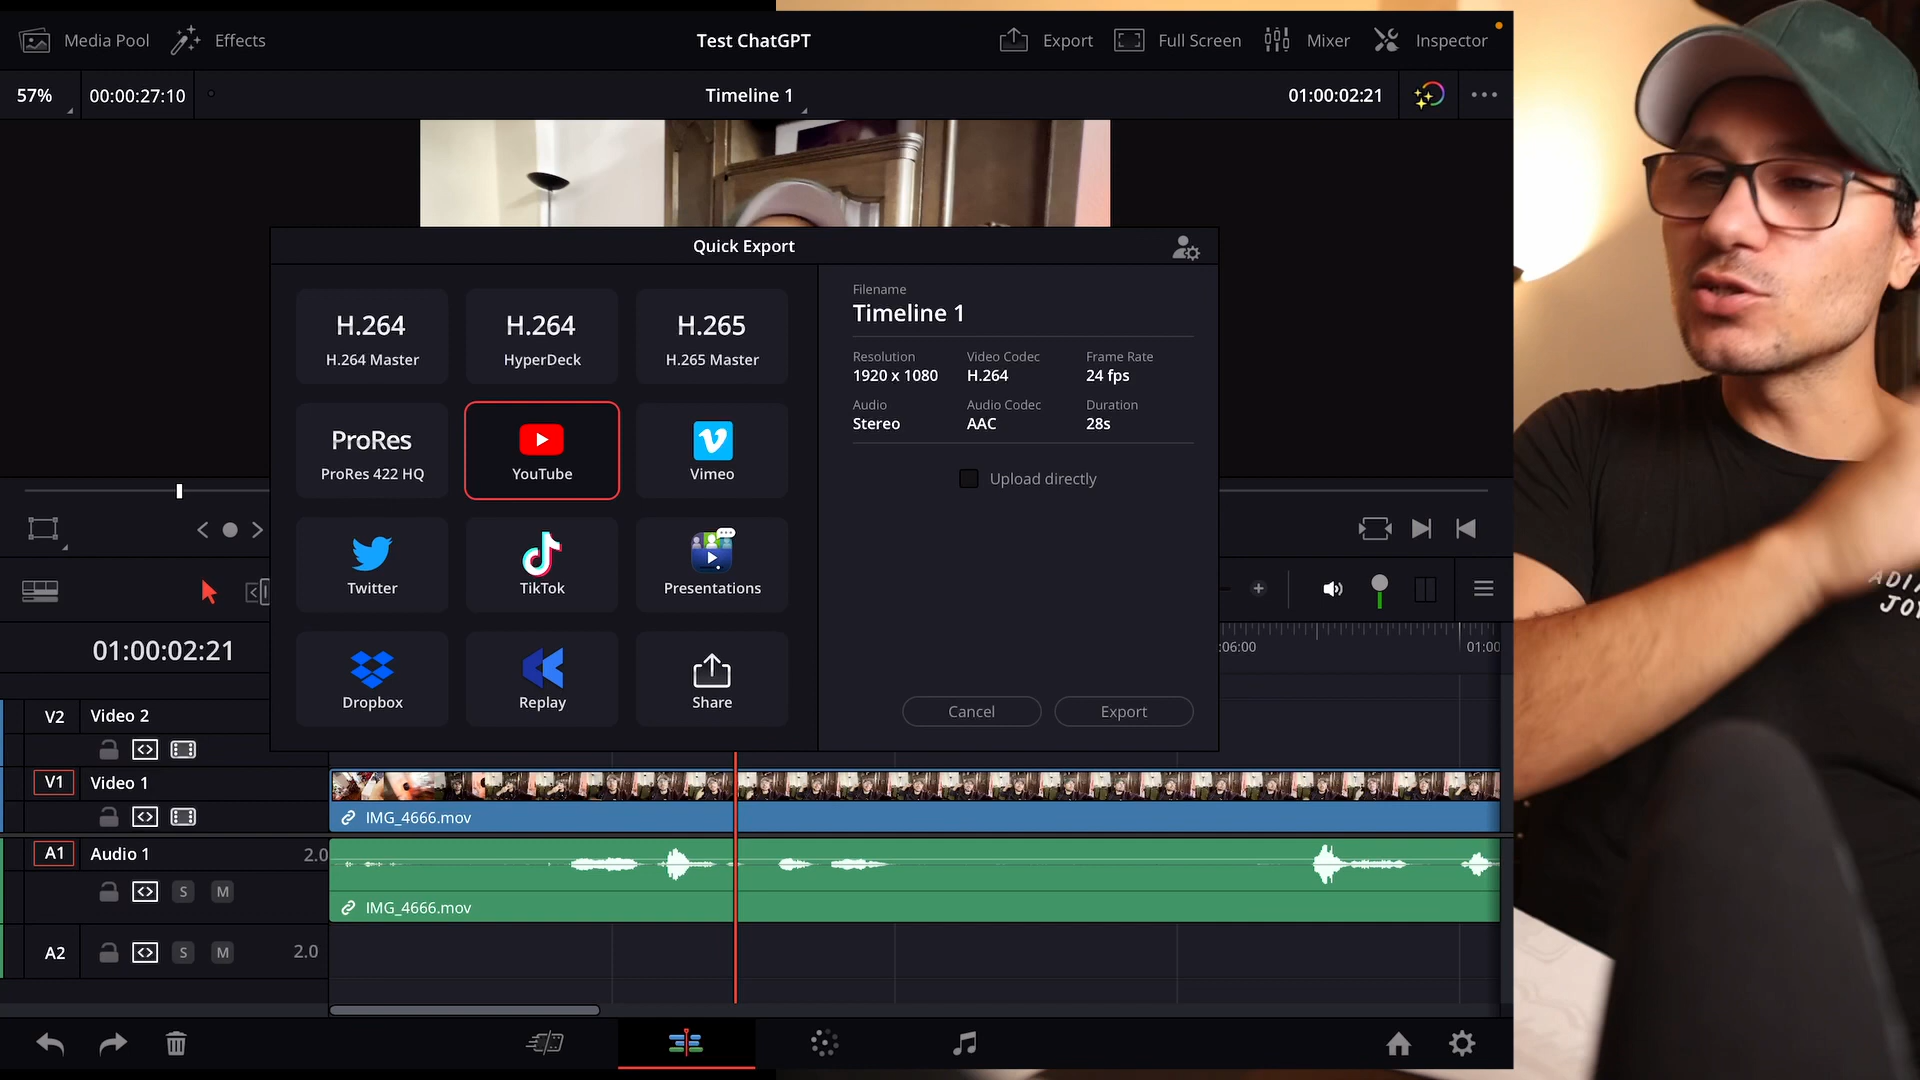 Media Pool
Effects
Test ChatGPT
Export
Full Screen
Mixer
Inspector
57%
00:00:27:10
Timeline 1
01:00:02:21
Quick Export
H.264
H.264 Master
H.264
HyperDeck
H.265
H.265 Master
ProRes
ProRes 422 HQ
YouTube
Vimeo
Twitter
TikTok
Presentations
Dropbox
Replay
Share
Filename
Timeline 1
Resolution
1920 x 1080
Video Codec
H.264
Frame Rate
24 fps
Audio
Stereo
Audio Codec
AAC
Duration
28s
Upload directly
Cancel
Export
01:00:02:21
:06:00
01:00
V2
Video 2
V1
Video 1
IMG_4666.mov
A1
Audio 1
2.0
S
M
IMG_4666.mov
A2
S
M
2.0